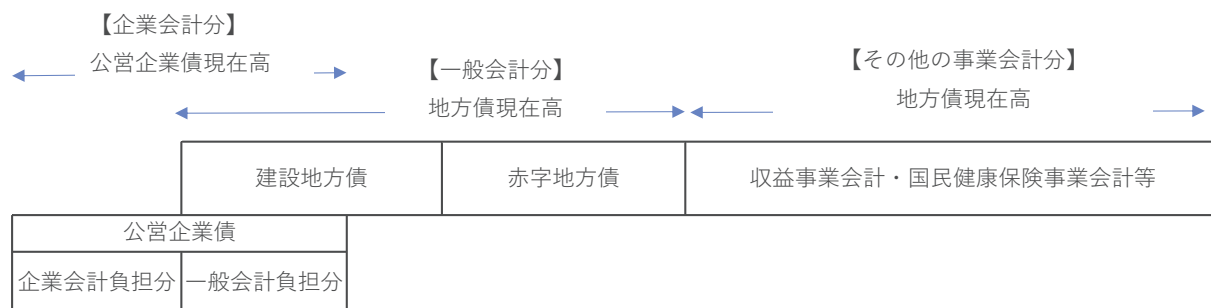 【企業会計分】
公営企業債現在高
【一般会計分】
地方債現在高
【その他の事業会計分】
地方債現在高
建設地方債
赤字地方債
収益事業会計・国民健康保険事業会計等
公営企業債
企業会計負担分
一般会計負担分